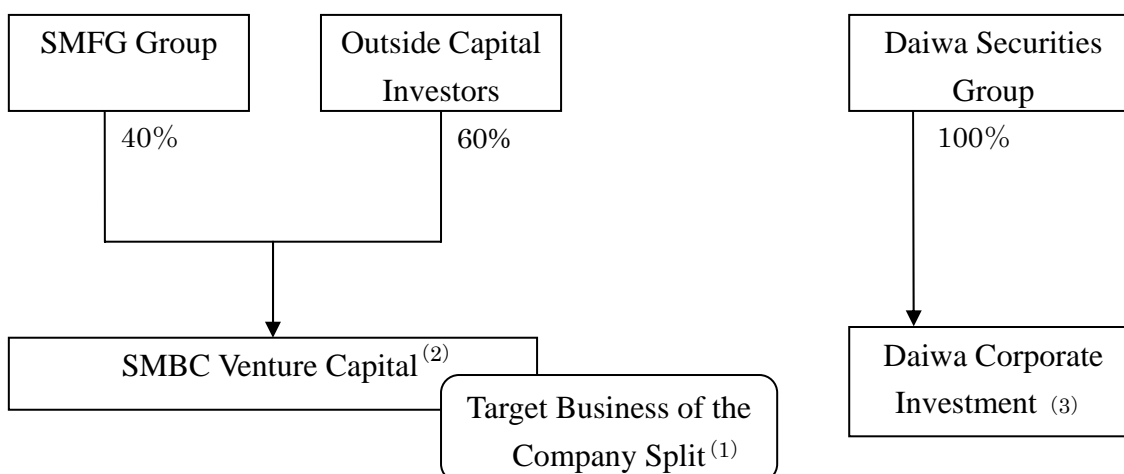 SMFG Group
Outside Capital
Investors
Daiwa Securities
Group
40%
60%
100%
SMBC Venture Capital (2)
Target Business of the
Company Split (1)
Daiwa Corporate
Investment (3)